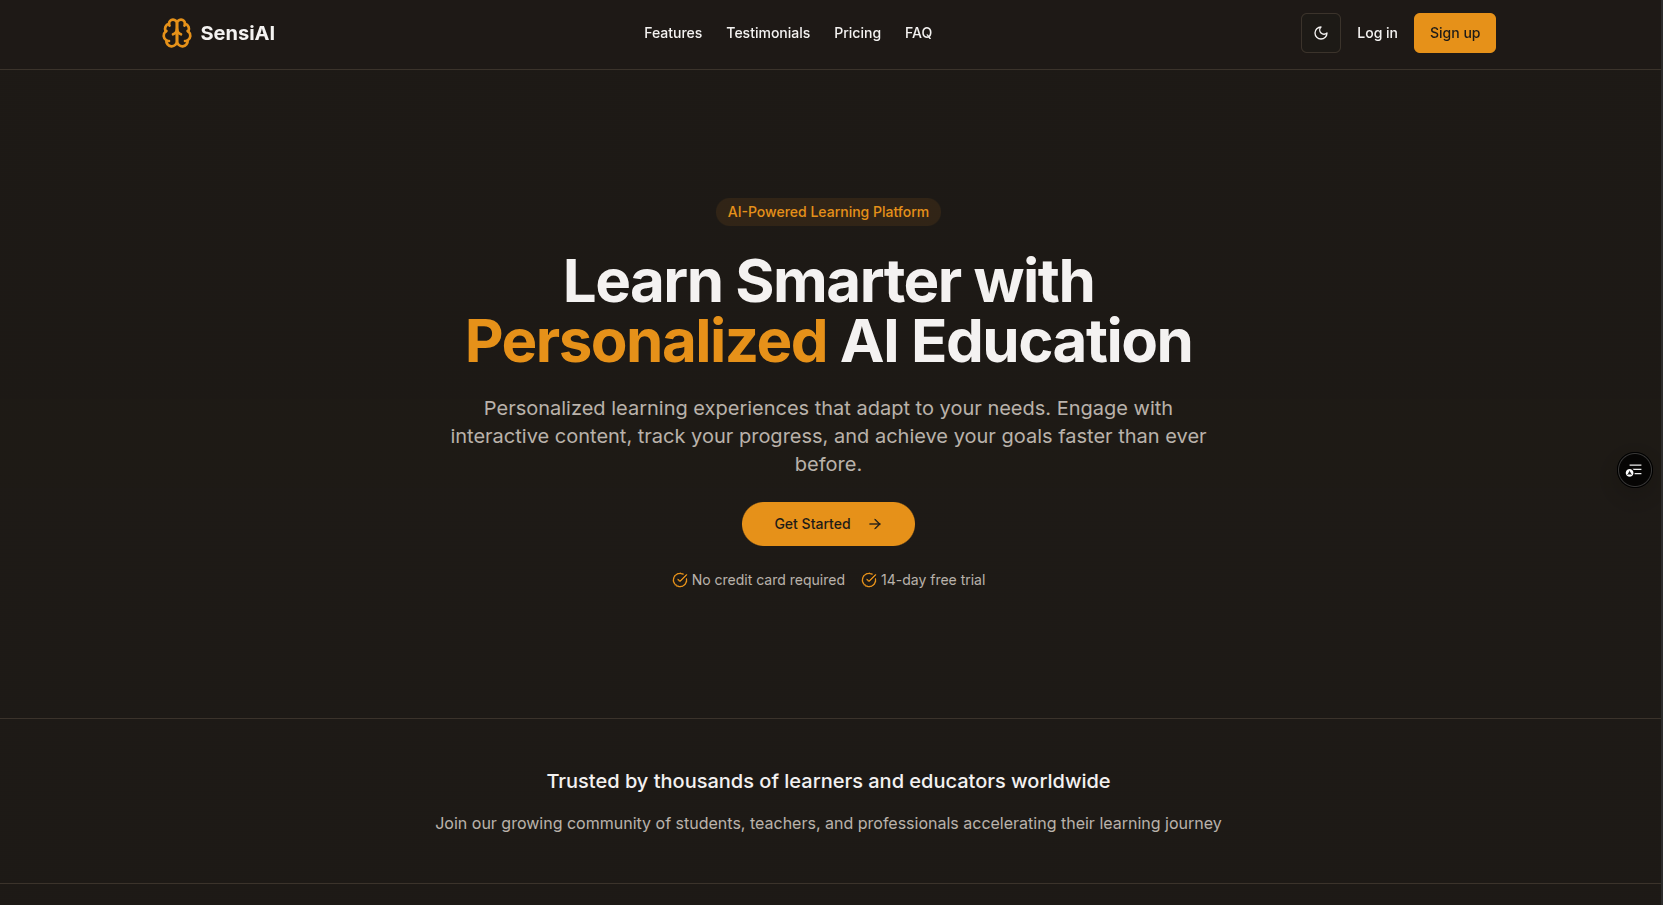 SensiAI
Features Testimonials Pricing FAQ
Log in
Sign up
AI-Powered Learning Platform
Learn Smarter with
Personalized AI Education
Personalized learning experiences that adapt to your needs. Engage with
interactive content, track your progress, and achieve your goals faster than ever
before.
Get Started
No credit card required 14-day free trial
Trusted by thousands of learners and educators worldwide
Join our growing community of students, teachers, and professionals accelerating their learning journey